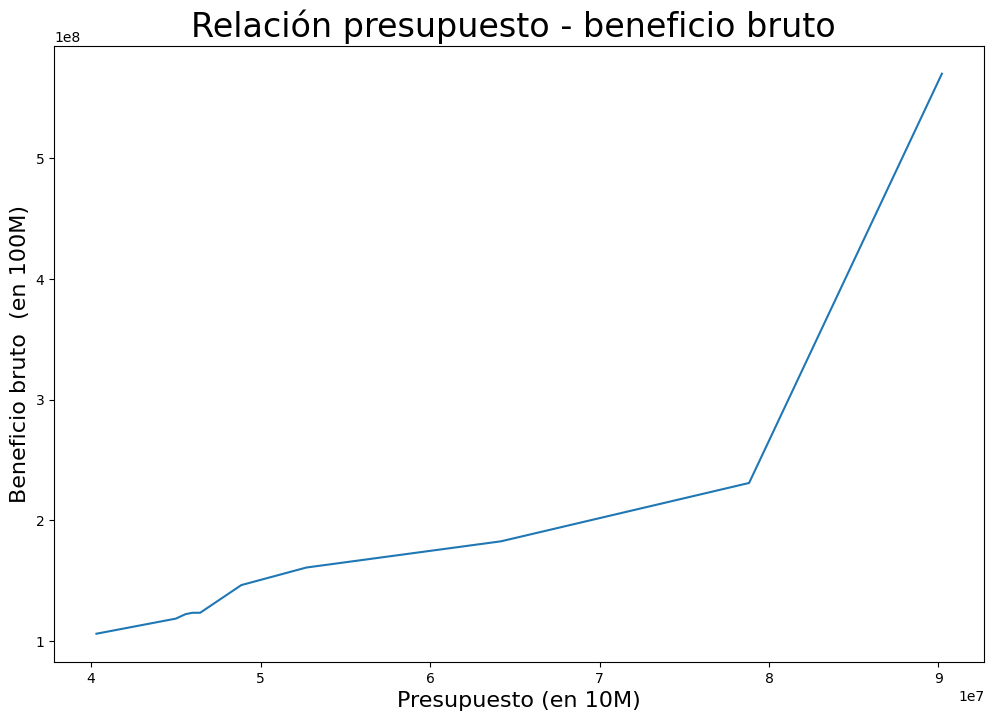 Relación presupuesto - beneficio bruto
1e8
5
4
3
2
1
Beneficio bruto  (en 100M)
4 5 6 7 8 9
1e7
Presupuesto (en 10M)